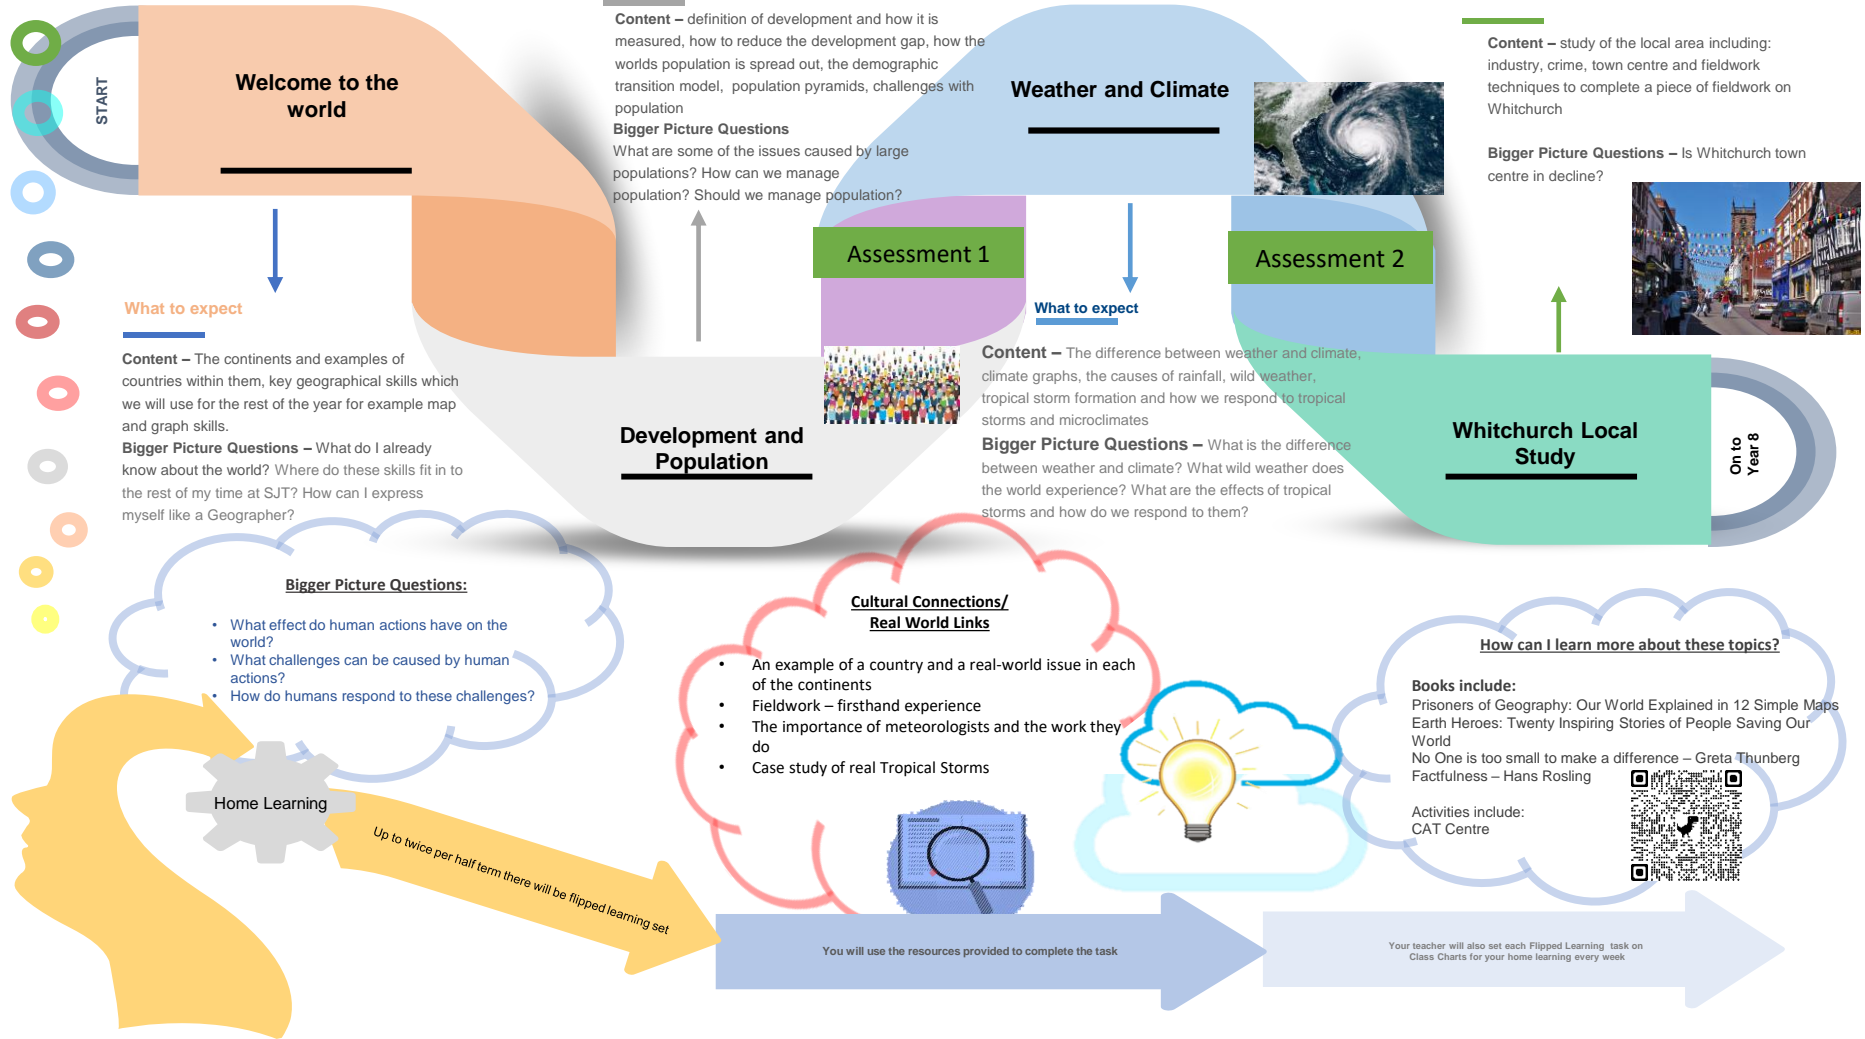 START
Welcome to the
world
What to expect
Content – The continents and examples of
countries within them, key geographical skills which
we will use for the rest of the year for example map
and graph skills.
Bigger Picture Questions – What do I already
know about the world? Where do these skills fit in to
the rest of my time at SJT? How can I express
myself like a Geographer?
Content – definition of development and how it is
measured, how to reduce the development gap, how the
worlds population is spread out, the demographic
transition model, population pyramids, challenges with
population
Bigger Picture Questions
What are some of the issues caused by large
populations? How can we manage
population? Should we manage population?
Development and
Population
Assessment 1
Weather and Climate
What to expect
Content – The difference between weather and climate,
climate graphs, the causes of rainfall, wild weather,
tropical storm formation and how we respond to tropical
storms and microclimates
Bigger Picture Questions – What is the difference
between weather and climate? What wild weather does
the world experience? What are the effects of tropical
storms and how do we respond to them?
Assessment 2
Content – study of the local area including:
industry, crime, town centre and fieldwork
techniques to complete a piece of fieldwork on
Whitchurch
Bigger Picture Questions – Is Whitchurch town
centre in decline?
Whitchurch Local
Study
On to
Year 8
Bigger Picture Questions:
• What effect do human actions have on the
world?
• What challenges can be caused by human
actions?
• How do humans respond to these challenges?
Cultural Connections/
Real World Links
• An example of a country and a real-world issue in each
of the continents
• Fieldwork – firsthand experience
• The importance of meteorologists and the work they
do
• Case study of real Tropical Storms
How can I learn more about these topics?
Books include:
Prisoners of Geography: Our World Explained in 12 Simple Maps
Earth Heroes: Twenty Inspiring Stories of People Saving Our
World
No One is too small to make a difference – Greta Thunberg
Factfulness – Hans Rosling
Activities include:
CAT Centre
Home Learning
Up to twice per half term there will be flipped learning set
You will use the resources provided to complete the task
Your teacher will also set each Flipped Learning task on
Class Charts for your home learning every week